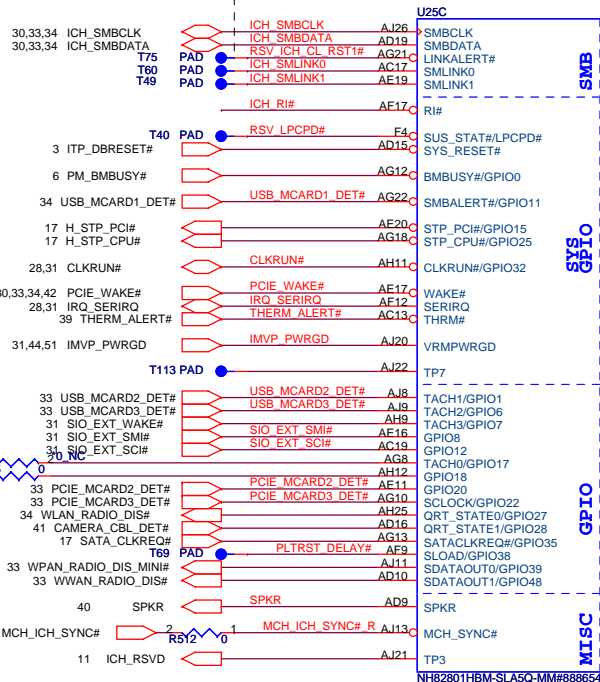 U25C
30,33,34 ICH_SMBCLK ICH_SMBCLK AJ26 SMBCLK
30,33,34 ICH_SMBDATA ICH_SMBDATA AD19 SMBDATA
T75 PAD RSV_ICH_CL_RST1# AG21 LINKALERT#
T60 PAD ICH_SMLINK0 AC17 SMLINK0
T49 PAD ICH_SMLINK1 AE19 SMLINK1
SMB
ICH_RI# AF17 RI#
T40 PAD RSV_LPCPD# F4 SUS_STAT#/LPCPD#
3 ITP_DBRESET# AD15 SYS_RESET#
6 PM_BMBUSY# AG12 BMBUSY#/GPIO0
34 USB_MCARD1_DET# USB_MCARD1_DET# AG22 SMBALERT#/GPIO11
17 H_STP_PCI# AE20 STP_PCI#/GPIO15
17 H_STP_CPU# AG18 STP_CPU#/GPIO25
SYS GPIO
28,31 CLKRUN# CLKRUN# AH11 CLKRUN#/GPIO32
30,33,34,42 PCIE_WAKE# PCIE_WAKE# AE17 WAKE#
28,31 IRQ_SERIRQ IRQ_SERIRQ AF12 SERIRQ
39 THERM_ALERT# THERM_ALERT# AC13 THRM#
31,44,51 IMVP_PWRGD IMVP_PWRGD AJ20 VRMPWRGD
T113 PAD AJ22 TP7
33 USB_MCARD2_DET# USB_MCARD2_DET# AJ8 TACH1/GPIO1
33 USB_MCARD3_DET# USB_MCARD3_DET# AJ9 TACH2/GPIO6
31 SIO_EXT_WAKE# AH9 TACH3/GPIO7
31 SIO_EXT_SMI# SIO_EXT_SMI# AE16 GPIO8
31 SIO_EXT_SCI# SIO_EXT_SCI# AC19 GPIO12
2 0_NC AG8 TACH0/GPIO17
0 AH12 GPIO18
33 PCIE_MCARD2_DET# PCIE_MCARD2_DET# AE11 GPIO20
33 PCIE_MCARD3_DET# PCIE_MCARD3_DET# AG10 SCLOCK/GPIO22
34 WLAN_RADIO_DIS# AH25 QRT_STATE0/GPIO27
41 CAMERA_CBL_DET# AD16 QRT_STATE1/GPIO28
17 SATA_CLKREQ# AG13 SATACLKREQ#/GPIO35
GPIO
T69 PAD PLTRST_DELAY# AF9 SLOAD/GPIO38
33 WPAN_RADIO_DIS_MINI# AJ11 SDATAOUT0/GPIO39
33 WWAN_RADIO_DIS# AD10 SDATAOUT1/GPIO48
40 SPKR SPKR AD9 SPKR
MCH_ICH_SYNC# 2 R512 0 1 MCH_ICH_SYNC#_R AJ13 MCH_SYNC#
11 ICH_RSVD AJ21 TP3
MISC
NH82801HBM-SLA5Q-MM#888654